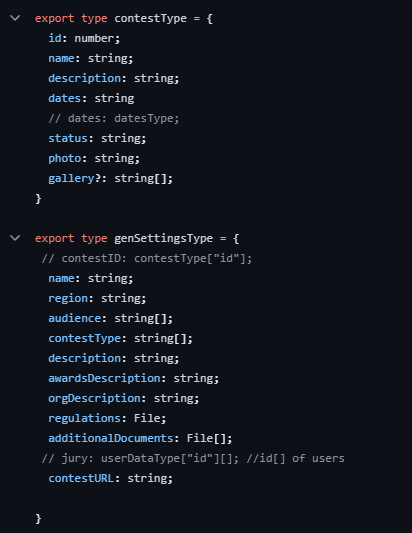 export type contestType = {
id: number;
name: string;
description: string;
dates: string
// dates: datesType;
status: string;
photo: string;
gallery?: string[];
}
export type genSettingsType = {
// contestID: contestType["id"];
name: string;
region: string;
audience: string[];
contestType: string[];
description: string;
awardsDescription: string;
orgDescription: string;
regulations: File;
additionalDocuments: File[];
// jury: userDataType["id"][]; //id[] of users
contestURL: string;
}